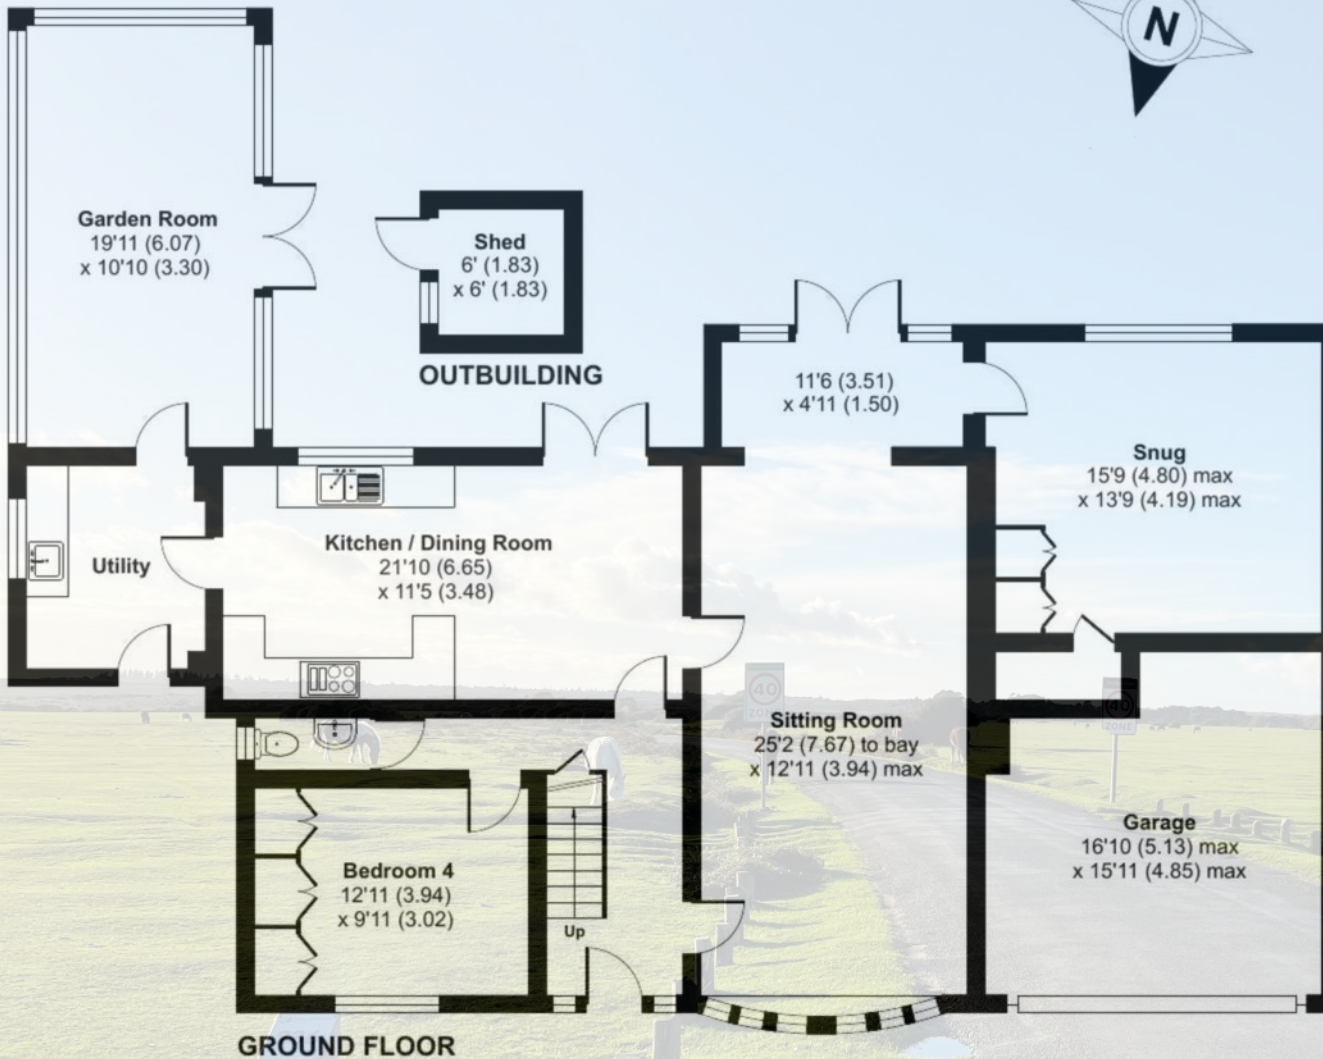 N
Garden Room
19'11 (6.07)
x 10'10 (3.30)
Shed
6' (1.83)
x 6' (1.83)
OUTBUILDING
11'6 (3.51)
x 4'11 (1.50)
Snug
15'9 (4.80) max
x 13'9 (4.19) max
Utility
Kitchen / Dining Room
21'10 (6.65)
x 11'5 (3.48)
40
ZONE
40
ZONE
Sitting Room
25'2 (7.67) to bay
x 12'11 (3.94) max
Garage
16'10 (5.13) max
x 15'11 (4.85) max
Bedroom 4
12'11 (3.94)
x 9'11 (3.02)
Up
GROUND FLOOR